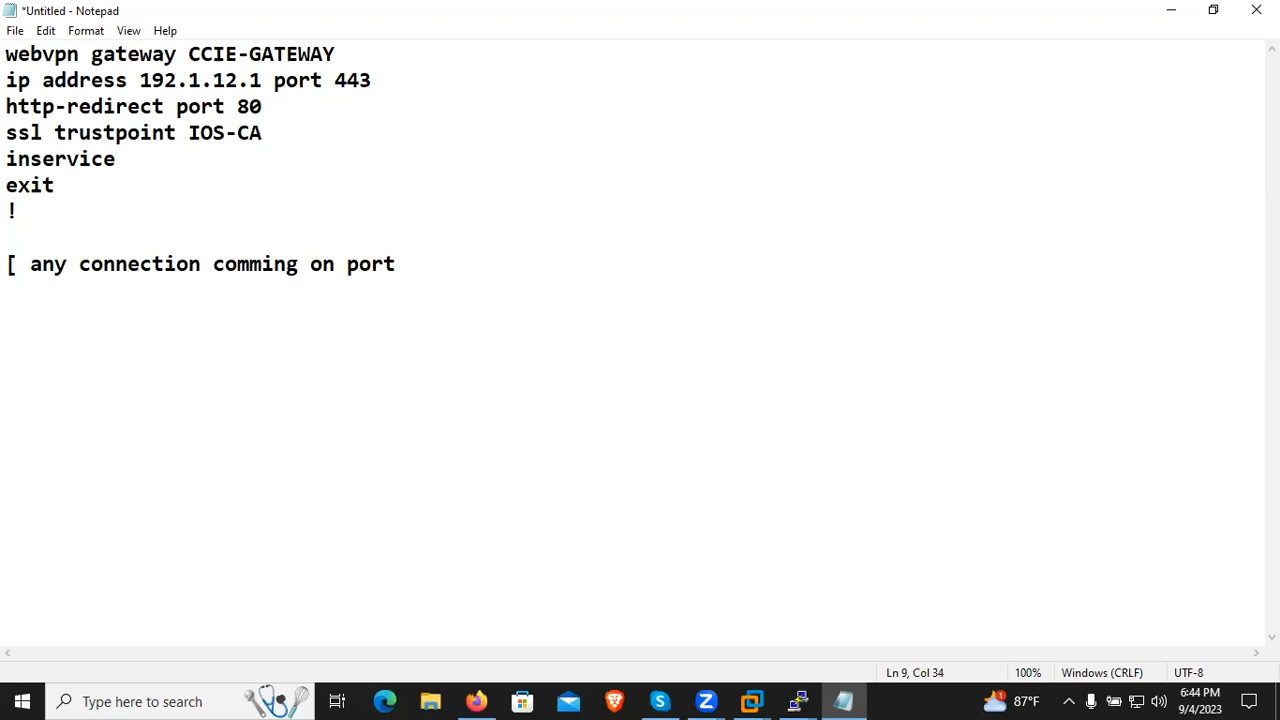 *Untitled - Notepad
File Edit Format View Help
webvpn gateway CCIE-GATEWAY
ip address 192.1.12.1 port 443
http-redirect port 80
ssl trustpoint IOS-CA
inservice
exit
!
[ any connection comming on port
Ln 9, Col 34 100% Windows (CRLF) UTF-8
Type here to search 87°F 6:44 PM
9/4/2023